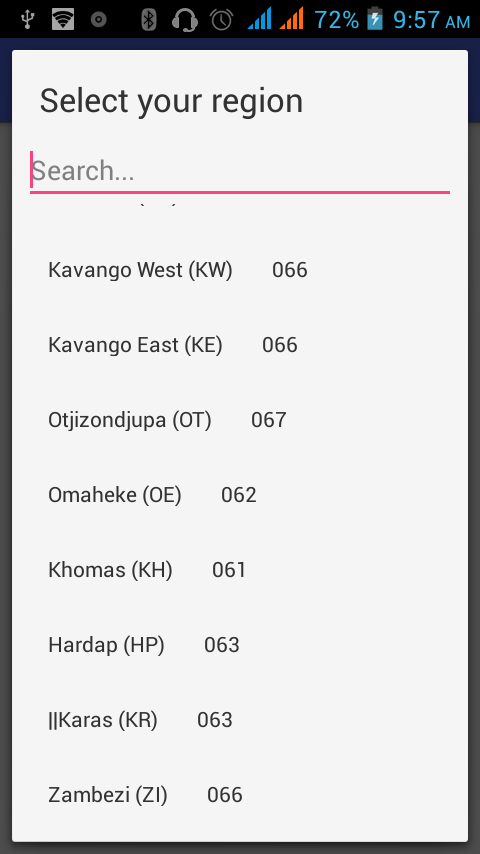 72% 9:57 AM
Select your region
Search...
Kavango West (KW) 066
Kavango East (KE) 066
Otjizondjupa (OT) 067
Omaheke (OE) 062
Khomas (KH) 061
Hardap (HP) 063
||Karas (KR) 063
Zambezi (ZI) 066